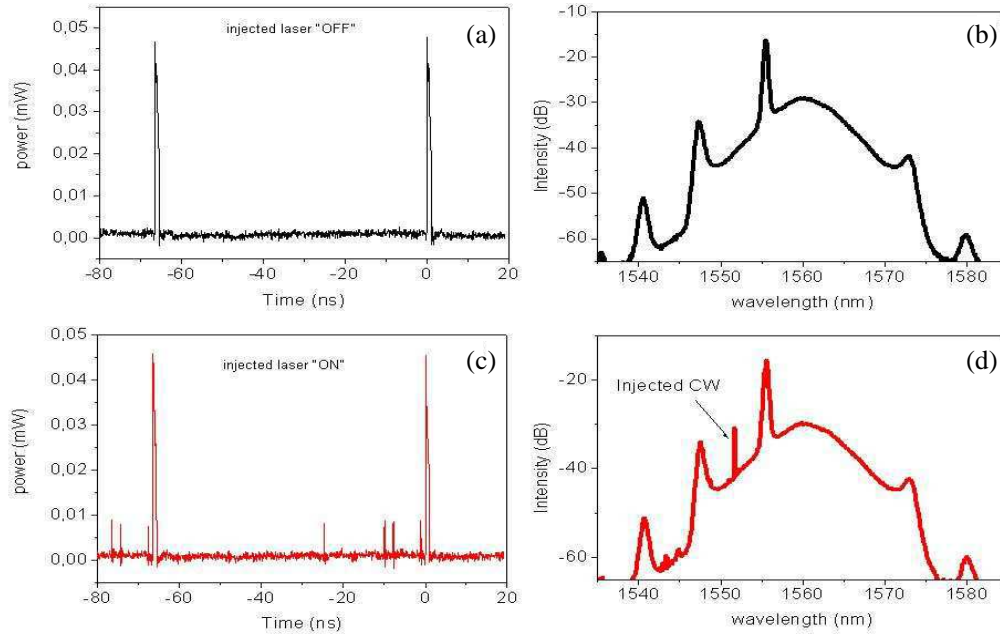 injected laser "OFF"
(a)
power (mW)
0,05
0,04
0,03
0,02
0,01
0,00
-80
-60
-40
-20
0
20
Time (ns)
(b)
Intensity (dB)
-10
-20
-30
-40
-50
-60
1540
1550
1560
1570
1580
wavelength (nm)
injected laser "ON"
(c)
power (mW)
0,05
0,04
0,03
0,02
0,01
0,00
-80
-60
-40
-20
0
20
Time (ns)
(d)
Injected CW
Intensity (dB)
-20
-40
-60
1540
1550
1560
1570
1580
wavelength (nm)